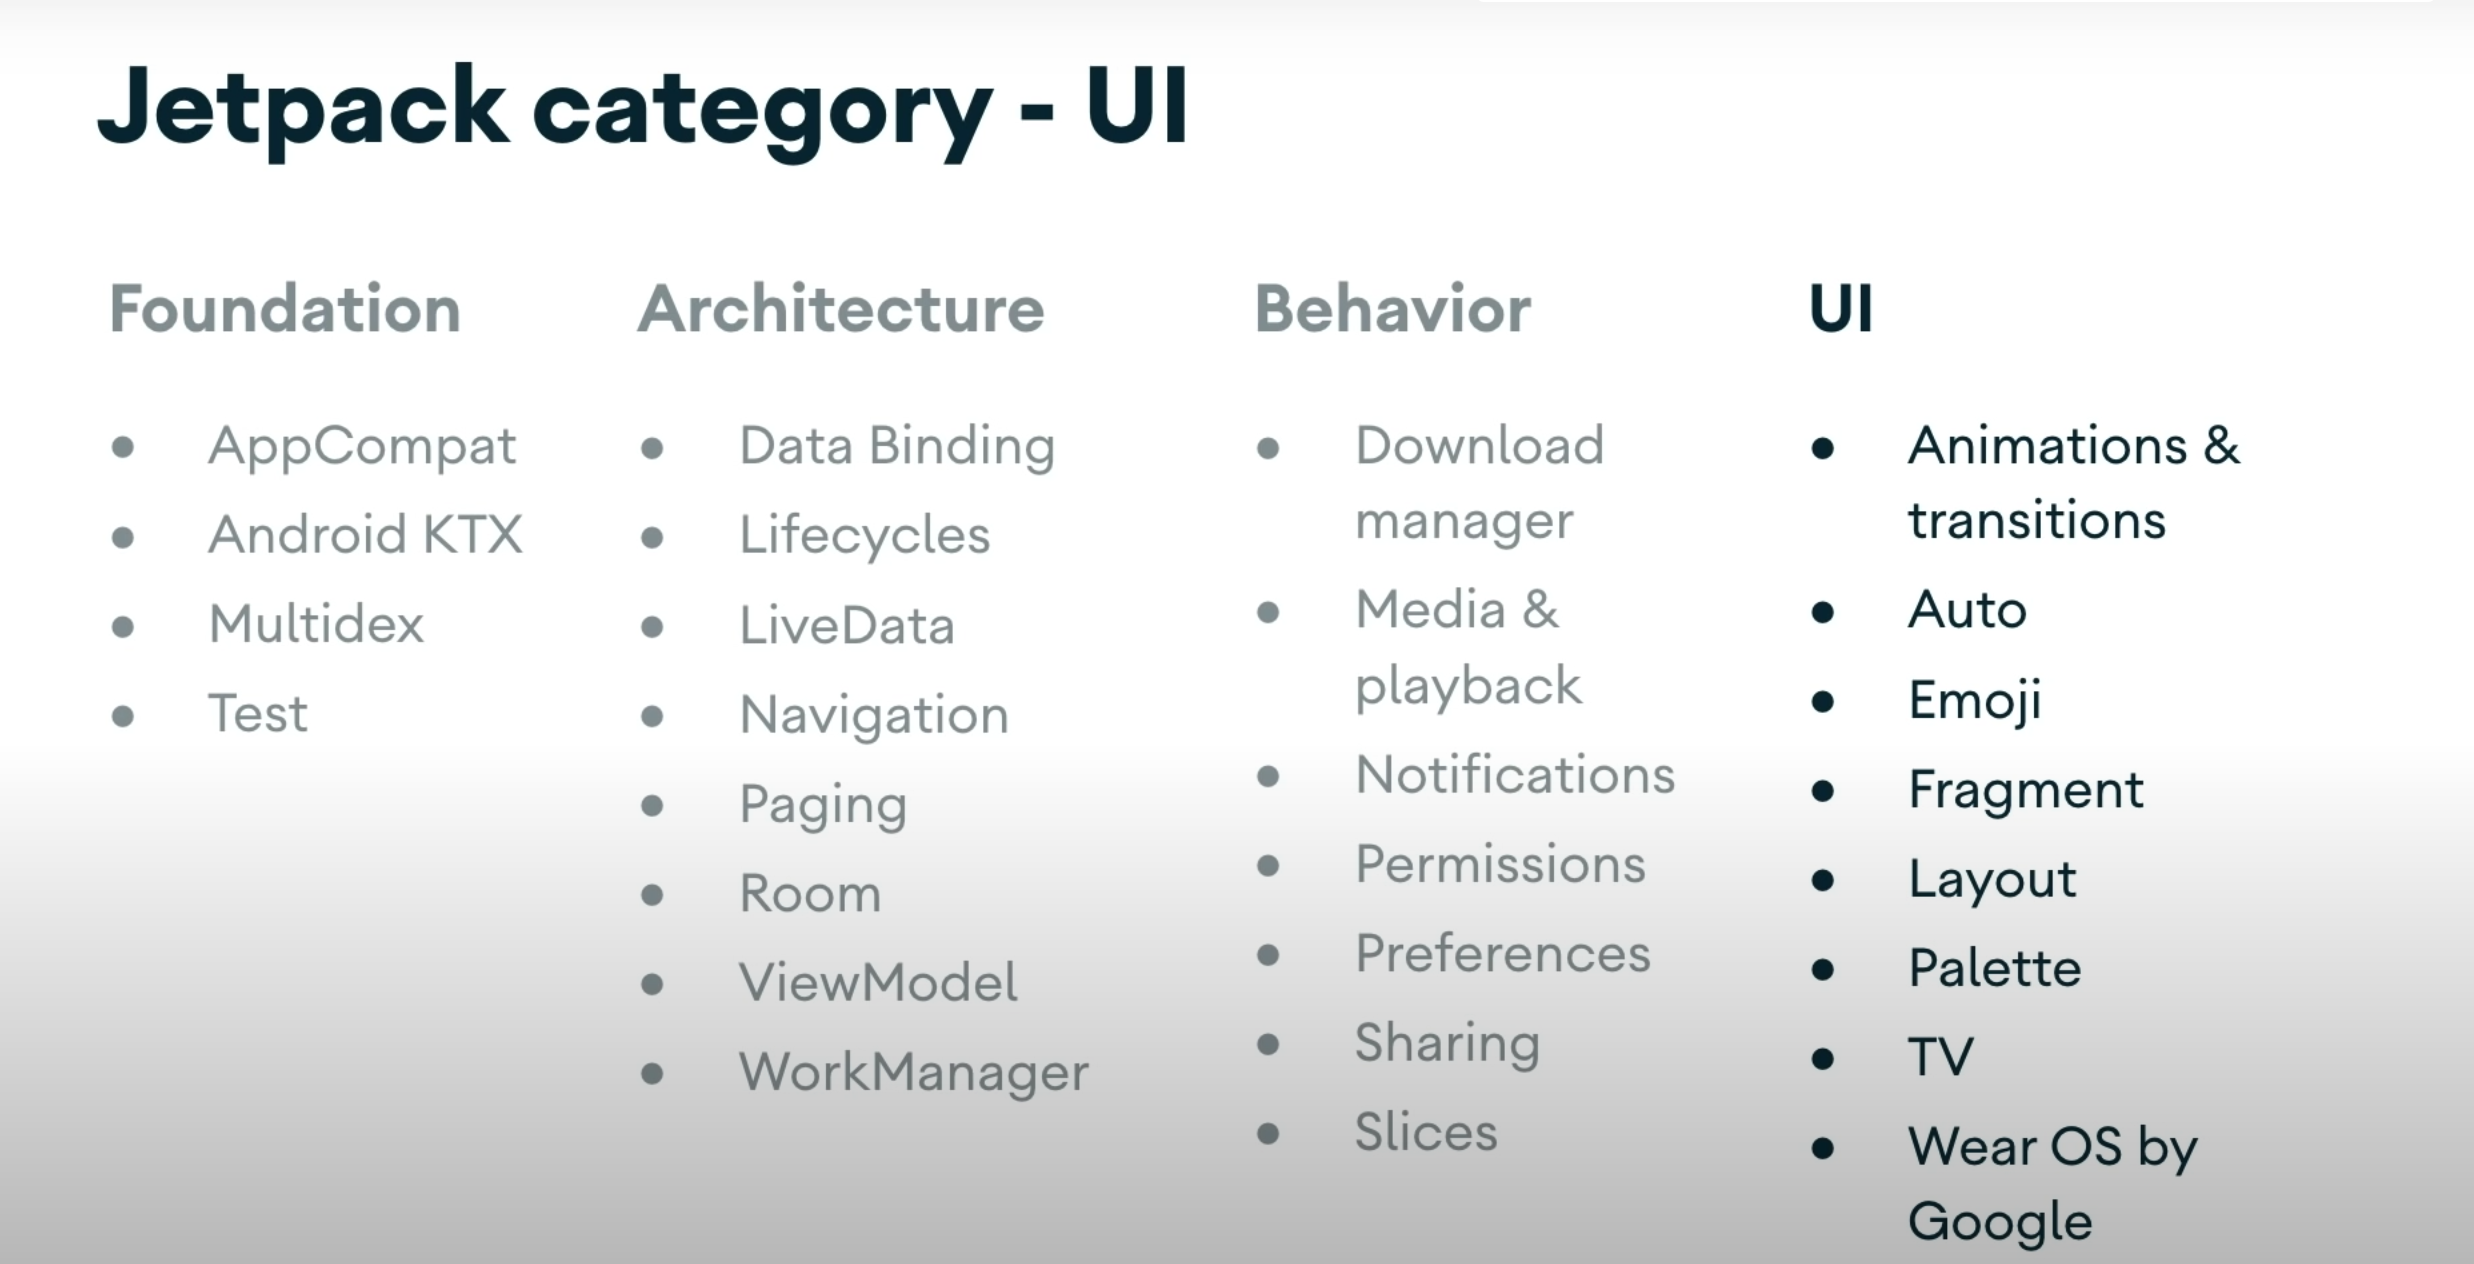 Jetpack category - UI
Foundation
AppCompat
Android KTX
Multidex
Test
Architecture
Data Binding
Lifecycles
LiveData
Navigation
Paging
Room
ViewModel
WorkManager
Behavior
Download
manager
Media &
playback
Notifications
Permissions
Preferences
Sharing
Slices
UI
Animations &
transitions
Auto
Emoji
Fragment
Layout
Palette
TV
Wear OS by
Google